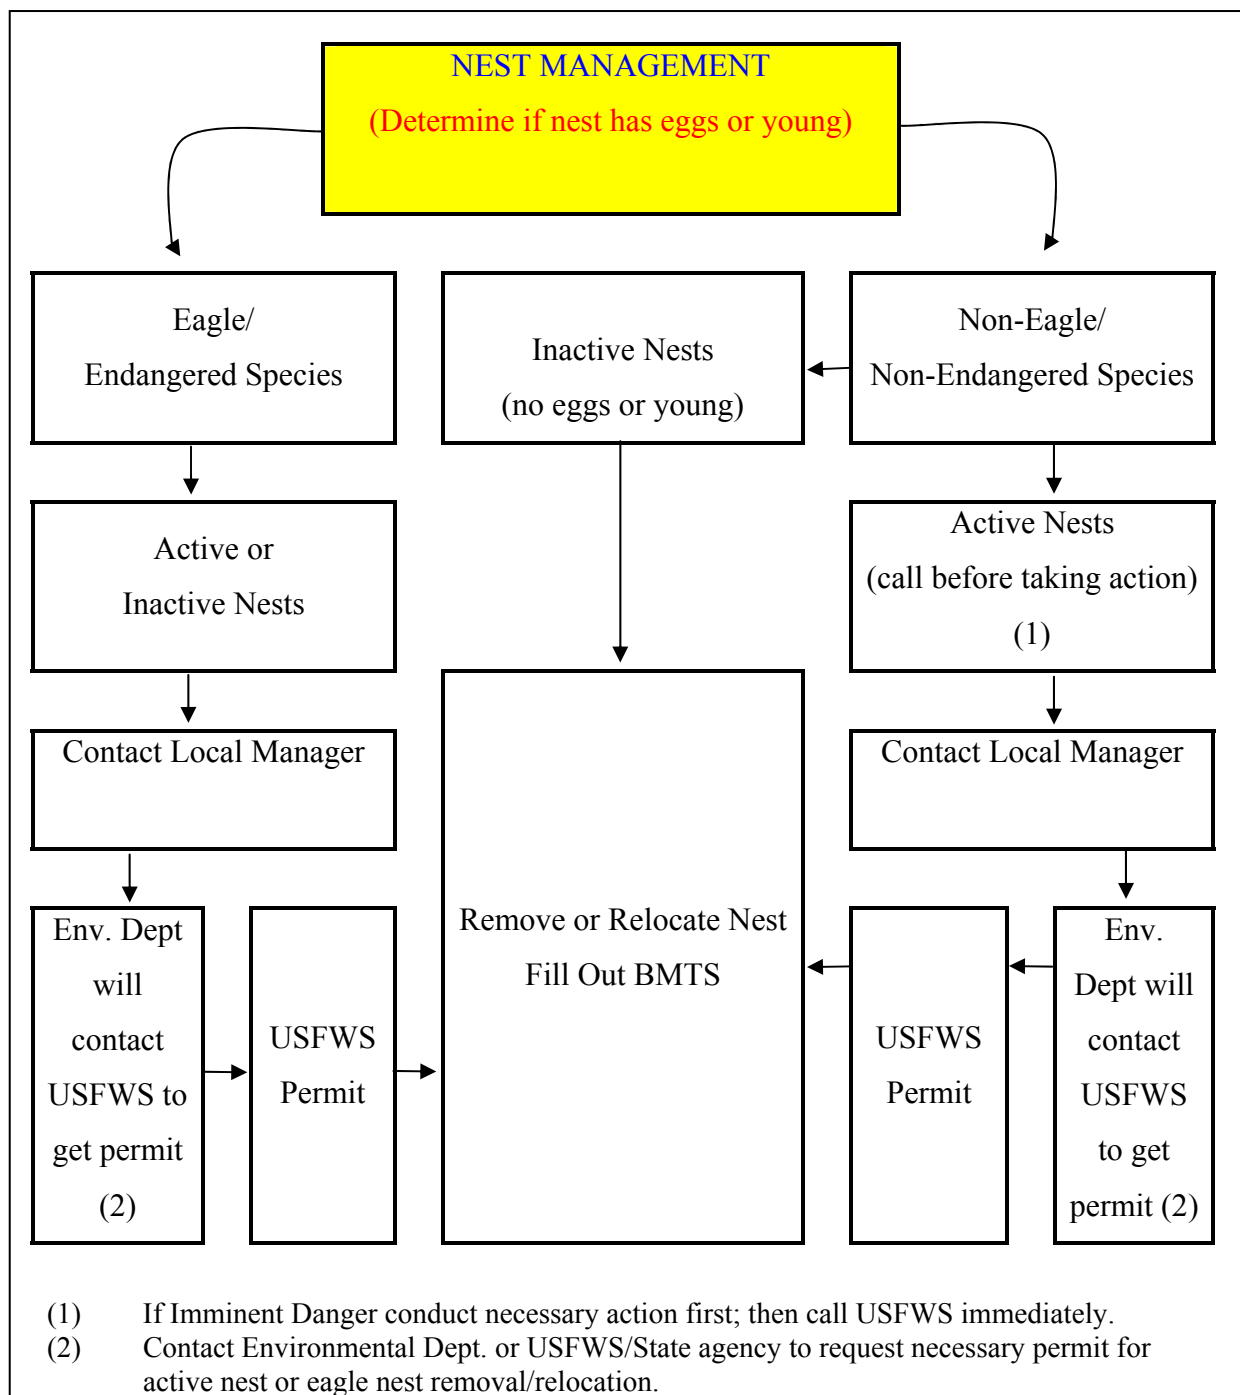 NEST MANAGEMENT
(Determine if nest has eggs or young)
Eagle/
Endangered Species
Inactive Nests
(no eggs or young)
Non-Eagle/
Non-Endangered Species
Active or
Inactive Nests
Active Nests
(call before taking action)
(1)
Contact Local Manager
Contact Local Manager
Env. Dept
will
contact
USFWS to
get permit
(2)
USFWS
Permit
Remove or Relocate Nest
Fill Out BMTS
USFWS
Permit
Env.
Dept will
contact
USFWS
to get
permit (2)
(1) If Imminent Danger conduct necessary action first; then call USFWS immediately.
(2) Contact Environmental Dept. or USFWS/State agency to request necessary permit for
active nest or eagle nest removal/relocation.